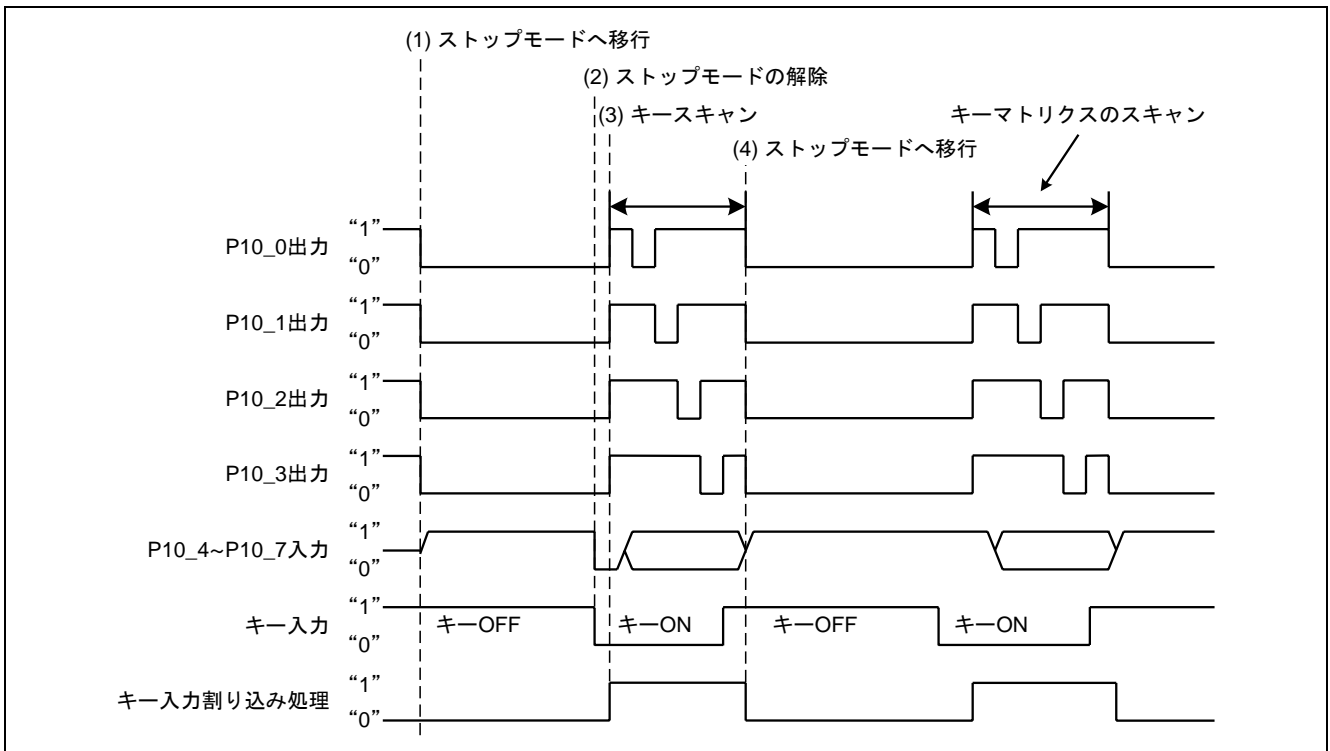 (1) ストップモードへ移行
(2) ストップモードの解除
(3) キースキャン
キーマトリクスのスキャン
(4) ストップモードへ移行
“1”
P10_0出力
“0”
“1”
P10_1出力
“0”
“1”
P10_2出力
“0”
“1”
P10_3出力
“0”
“1”
P10_4~P10_7入力
“0”
“1”
キー入力
“0”
キーOFF
キーON
キーOFF
キーON
“1”
キー入力割り込み処理
“0”